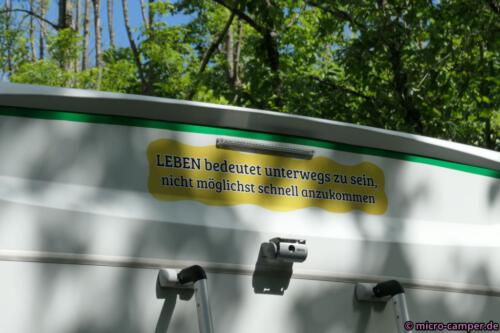 LEBEN bedeutet unterwegs zu sein,
nicht möglichst schnell anzukommen
© micro-camper.de